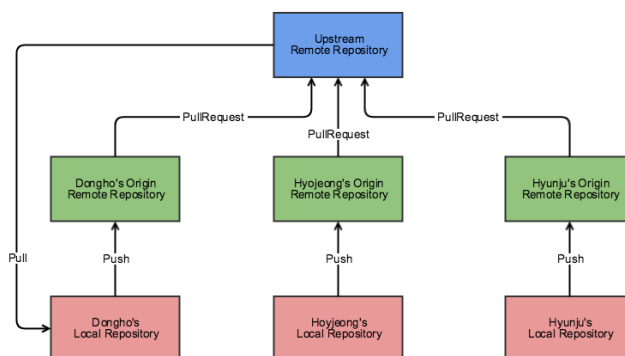 Upstream
Remote Repository
PullRequest
PullRequest
PullRequest
Dongho's Origin
Remote Repository
Hyojeong's Origin
Remote Repository
Hyunju's Origin
Remote Repository
Pull
Push
Push
Push
Dongho's
Local Repository
Hoyjeong's
Local Repository
Hyunju's
Local Repository